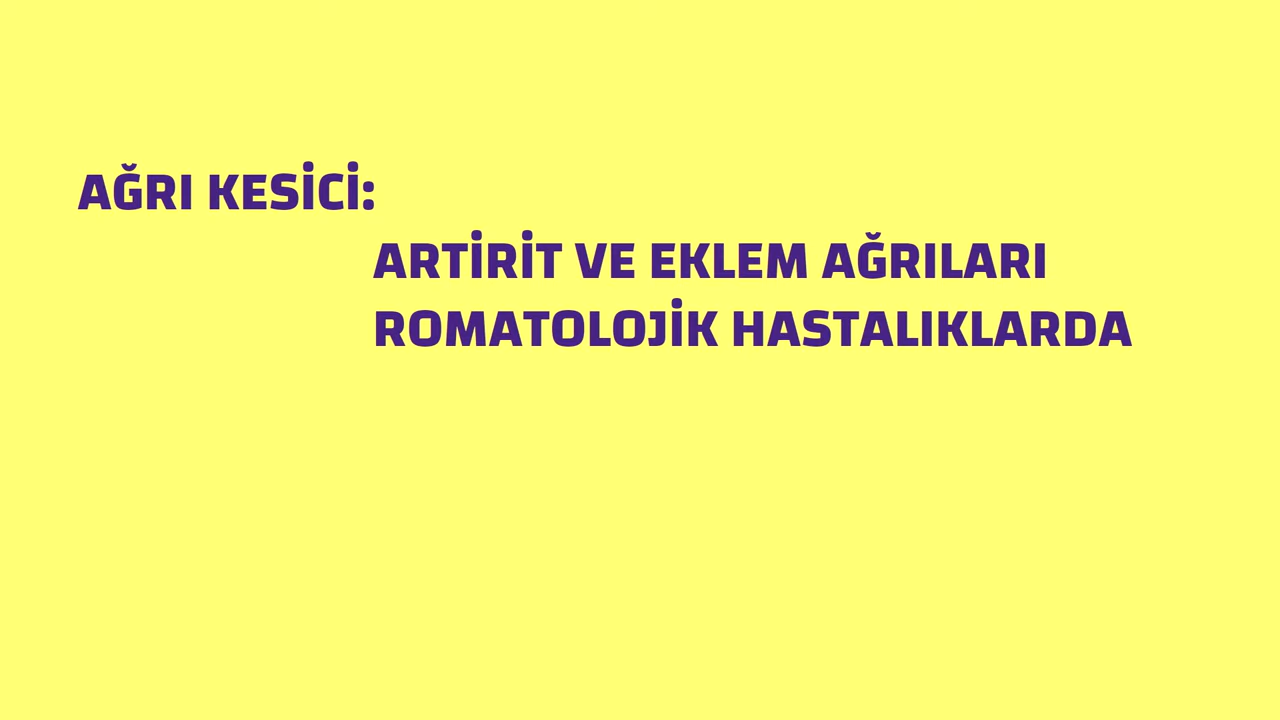 AĞRI KESİCİ:
ARTİRİT VE EKLEM AĞRILARI
ROMATOLOJİK HASTALIKLARDA